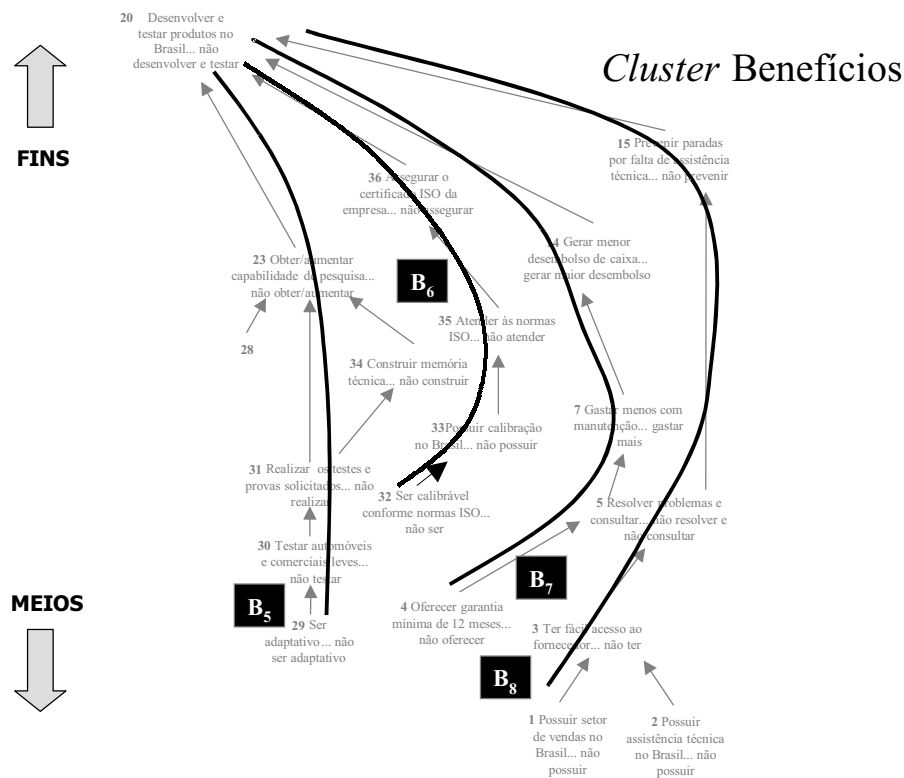 20 Desenvolver e
testar produtos no
Brasil... não
desenvolver e testar
Cluster Benefícios
FINS
15 Prevenir paradas
por falta de assistência
técnica... não prevenir
36 Assegurar o
certificado ISO da
empresa... não assegurar
14 Gerar menor
desembolso de caixa...
gerar maior desembolso
23 Obter/aumentar
capabilidade de pesquisa...
não obter/aumentar
B6
28
35 Atender às normas
ISO... não atender
34 Construir memória
técnica... não construir
7 Gastar menos com
manutenção... gastar
mais
33Possuir calibração
no Brasil... não possuir
31 Realizar os testes e
provas solicitados... não
realizar
32 Ser calibrável
conforme normas ISO...
não ser
5 Resolver problemas e
consultar... não resolver e
não consultar
30 Testar automóveis
e comerciais leves...
não testar
B7
MEIOS
B5
4 Oferecer garantia
mínima de 12 meses...
não oferecer
29 Ser
adaptativo... não
ser adaptativo
3 Ter fácil acesso ao
fornecedor... não ter
B8
1 Possuir setor
de vendas no
Brasil... não
possuir
2 Possuir
assistência técnica
no Brasil... não
possuir